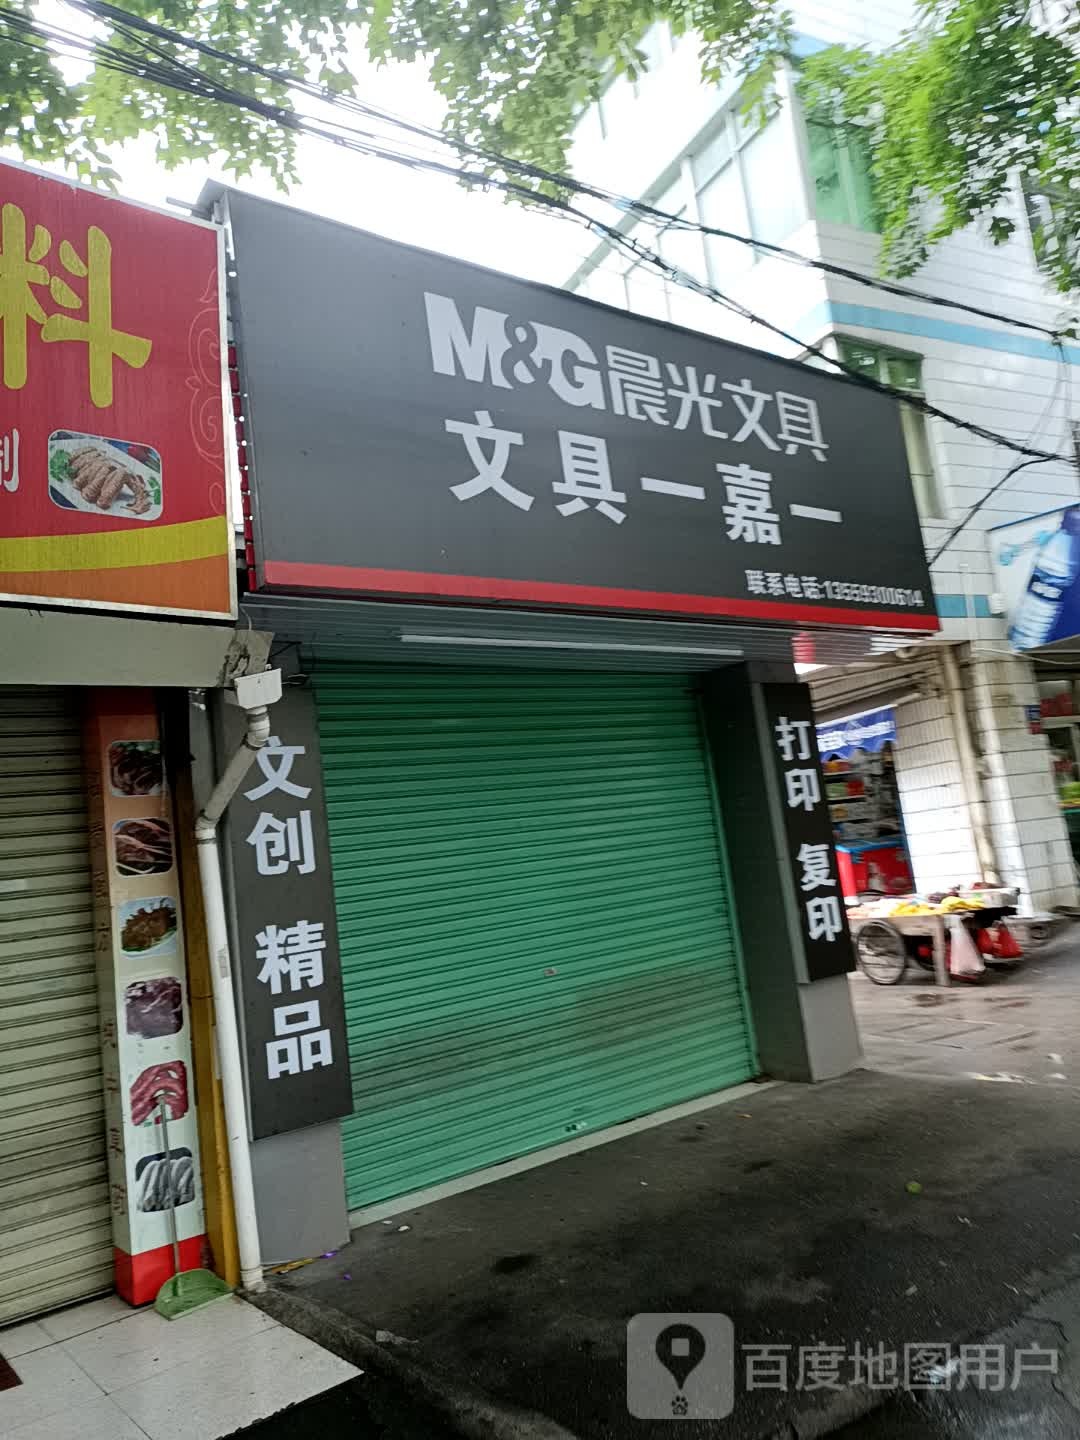 料
制
M&G晨光文具
文具一嘉一
联系电话:13559300614
文创 精品
打印 复印
百度地图用户